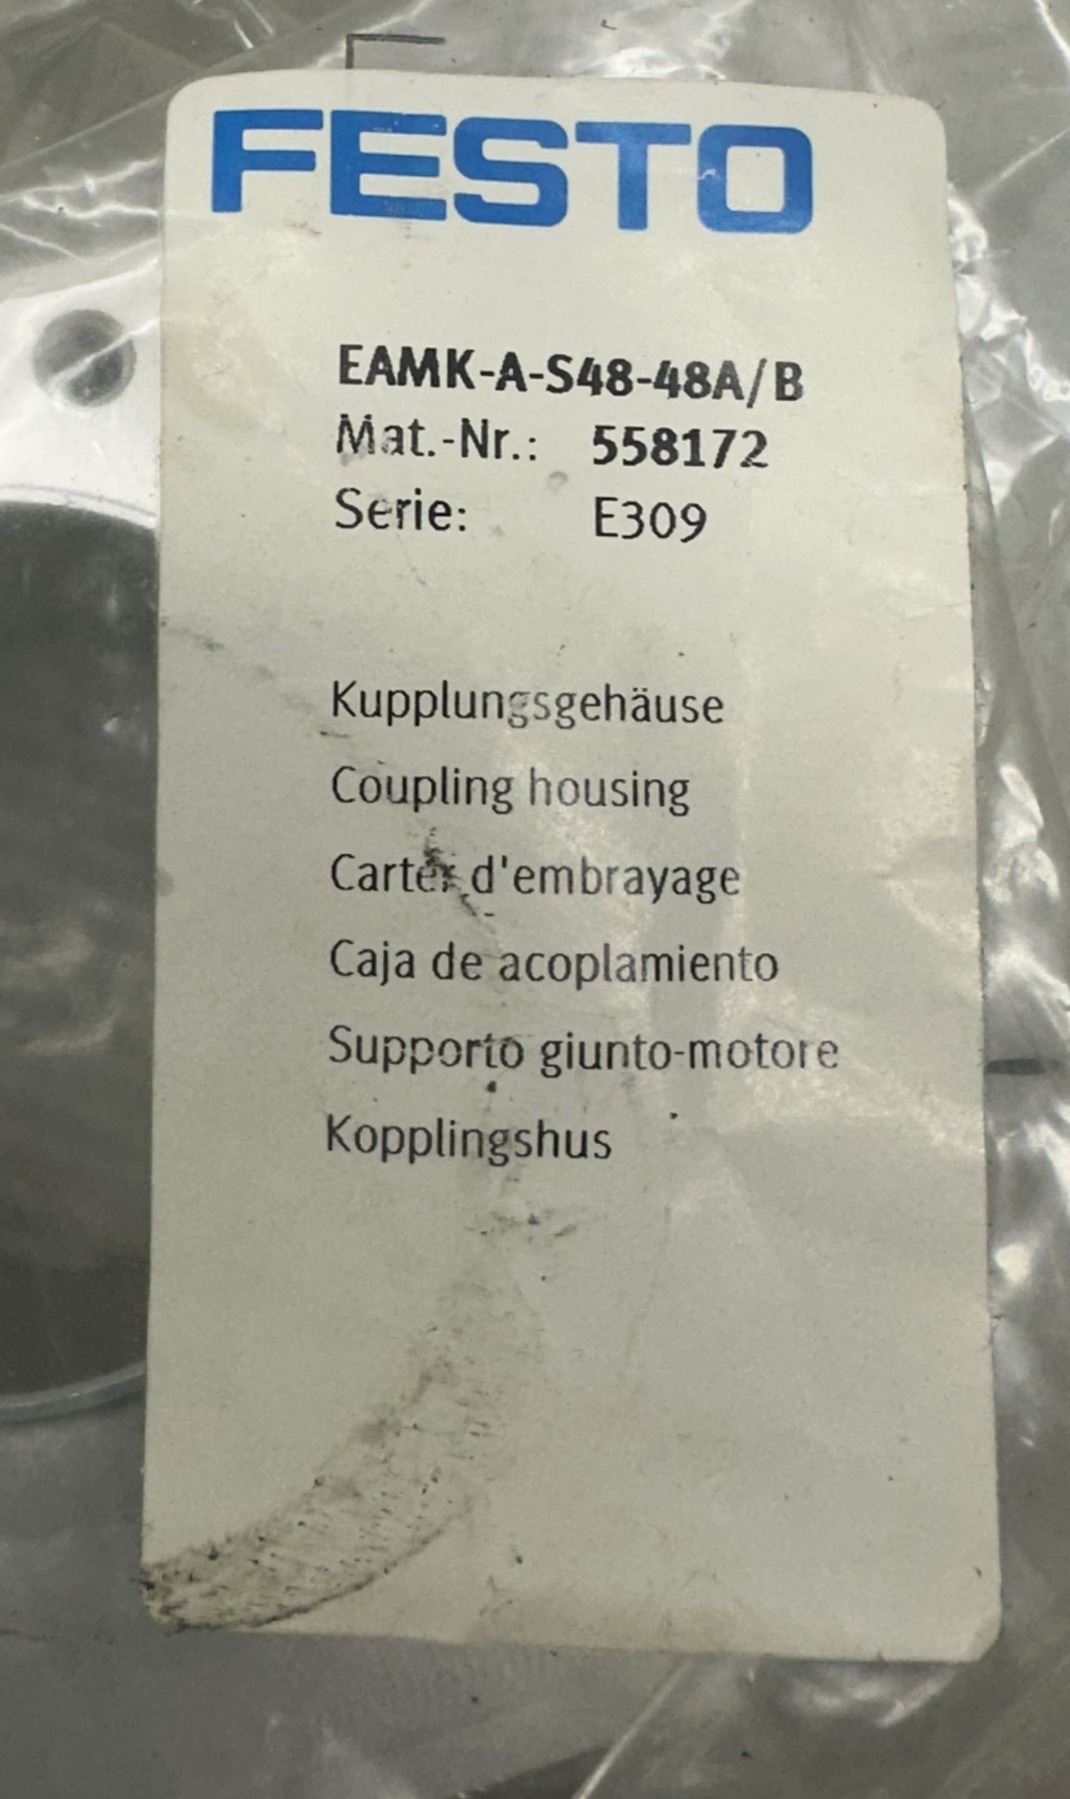 FESTO
EAMK-A-S48-48A/B
Mat.-Nr.: 558172
Serie: E309
Kupplungsgehäuse
Coupling housing
Carter d'embrayage
Caja de acoplamiento
Supporto giunto-motore
Kopplingshus